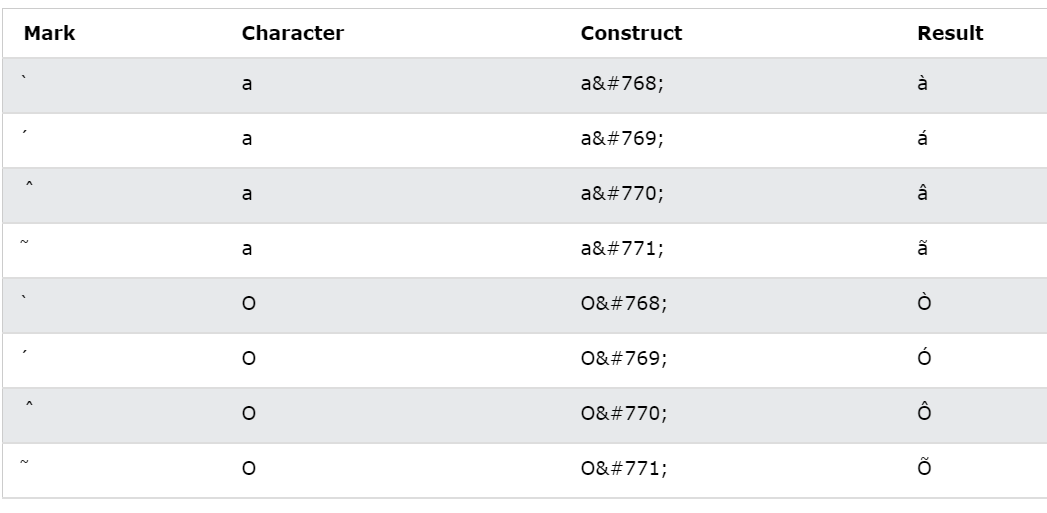 Mark Character Construct Result
̀ a a&#768; à
́ a a&#769; á
̂ a a&#770; â
̃ a a&#771; ã
̀ O O&#768; Ò
́ O O&#769; Ó
̂ O O&#770; Ô
̃ O O&#771; Õ